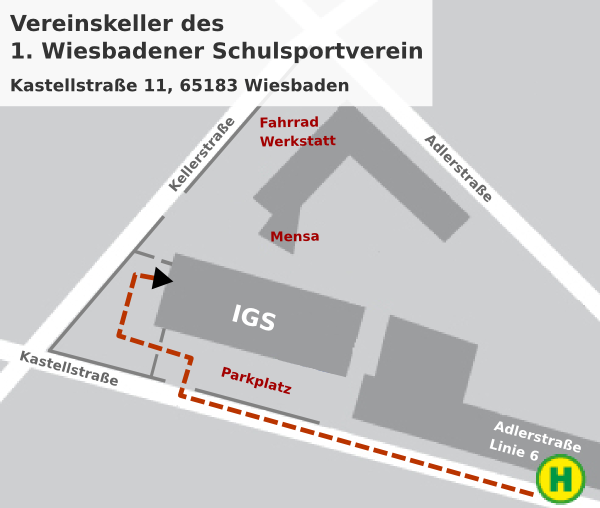 Vereinskeller des
1. Wiesbadener Schulsportverein
Kastellstraße 11, 65183 Wiesbaden
Fahrrad
Werkstatt
Kellerstraße
Adlerstraße
Mensa
IGS
Kastellstraße
Parkplatz
Adlerstraße
Linie 6
H